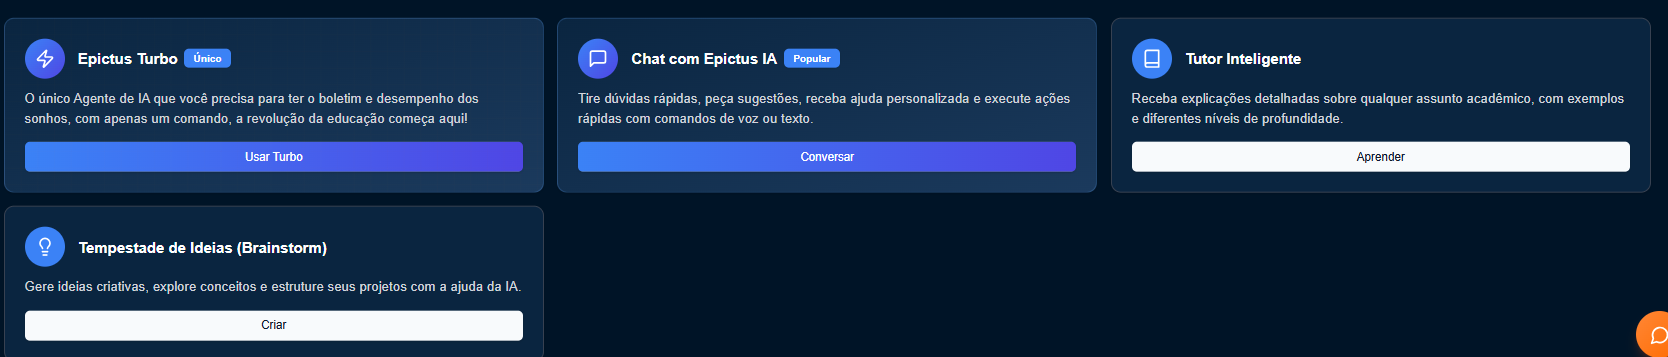 Epictus Turbo Único
O único Agente de IA que você precisa para ter o boletim e desempenho dos
sonhos, com apenas um comando, a revolução da educação começa aqui!
Usar Turbo
Chat com Epictus IA Popular
Tire dúvidas rápidas, peça sugestões, receba ajuda personalizada e execute ações
rápidas com comandos de voz ou texto.
Conversar
Tutor Inteligente
Receba explicações detalhadas sobre qualquer assunto acadêmico, com exemplos
e diferentes níveis de profundidade.
Aprender
Tempestade de Ideias (Brainstorm)
Gere ideias criativas, explore conceitos e estruture seus projetos com a ajuda da IA.
Criar